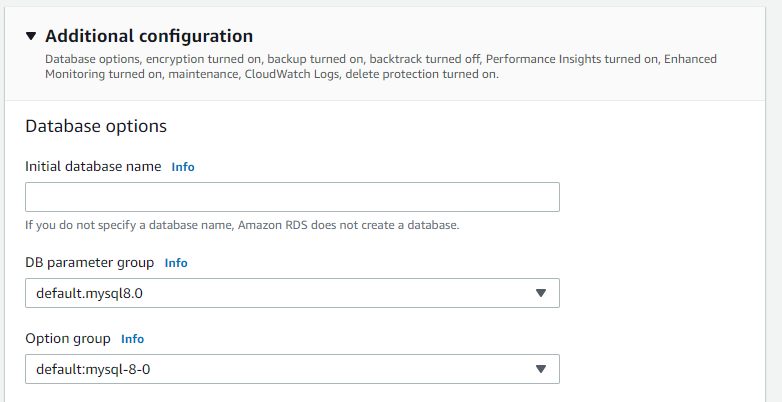 Additional configuration
Database options, encryption turned on, backup turned on, backtrack turned off, Performance Insights turned on, Enhanced
Monitoring turned on, maintenance, CloudWatch Logs, delete protection turned on.
Database options
Initial database name Info
If you do not specify a database name, Amazon RDS does not create a database.
DB parameter group Info
default.mysql8.0
Option group Info
default:mysql-8-0